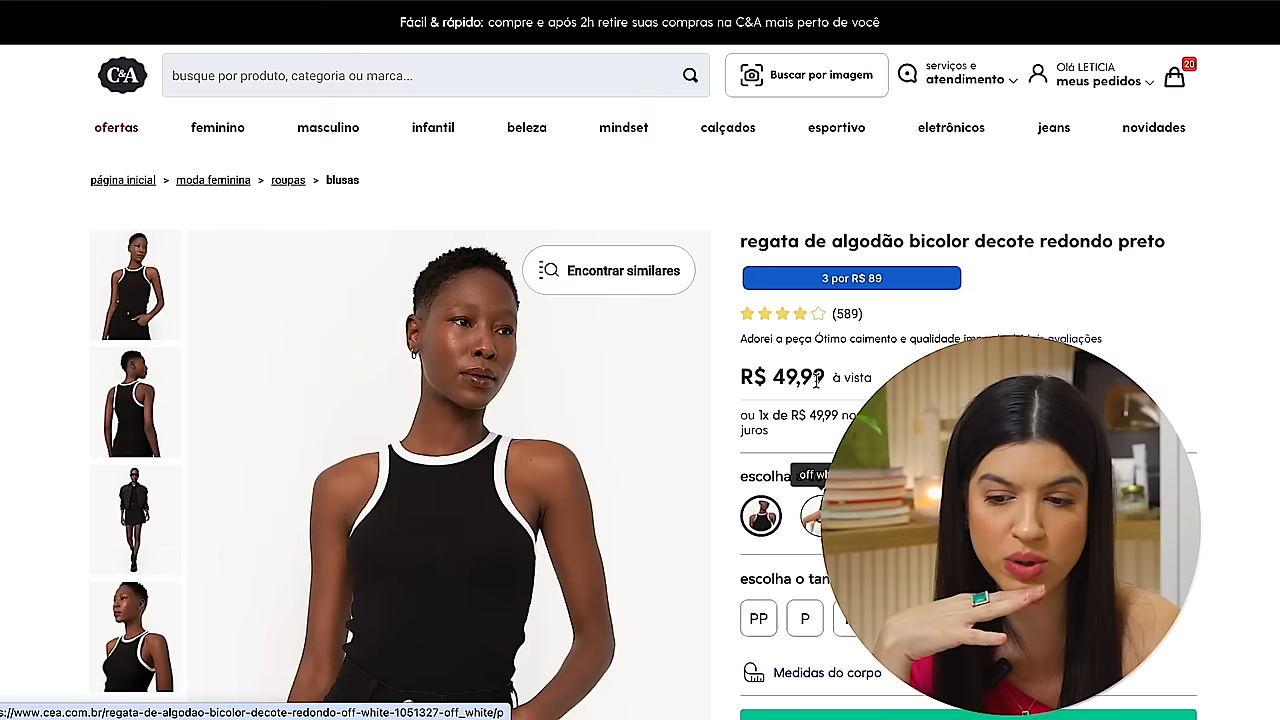 Fácil & rápido: compre e após 2h retire suas compras na C&A mais perto de você
C&A
busque por produto, categoria ou marca...
Buscar por imagem
serviços e
atendimento
Olá LETICIA
meus pedidos
20
ofertas
feminino
masculino
infantil
beleza
mindset
calçados
esportivo
eletrônicos
jeans
novidades
página inicial > moda feminina > roupas > blusas
Encontrar similares
regata de algodão bicolor decote redondo preto
3 por R$ 89
(589)
Adorei a peça Ótimo caimento e qualidade avaliações
R$ 49,99 à vista
ou 1x de R$ 49,99
juros
escolha
off
escolha o
PP
P
Medidas do corpo
s://www.cea.com.br/regata-de-algodao-bicolor-decote-redondo-off-white-1051327-off_white/p